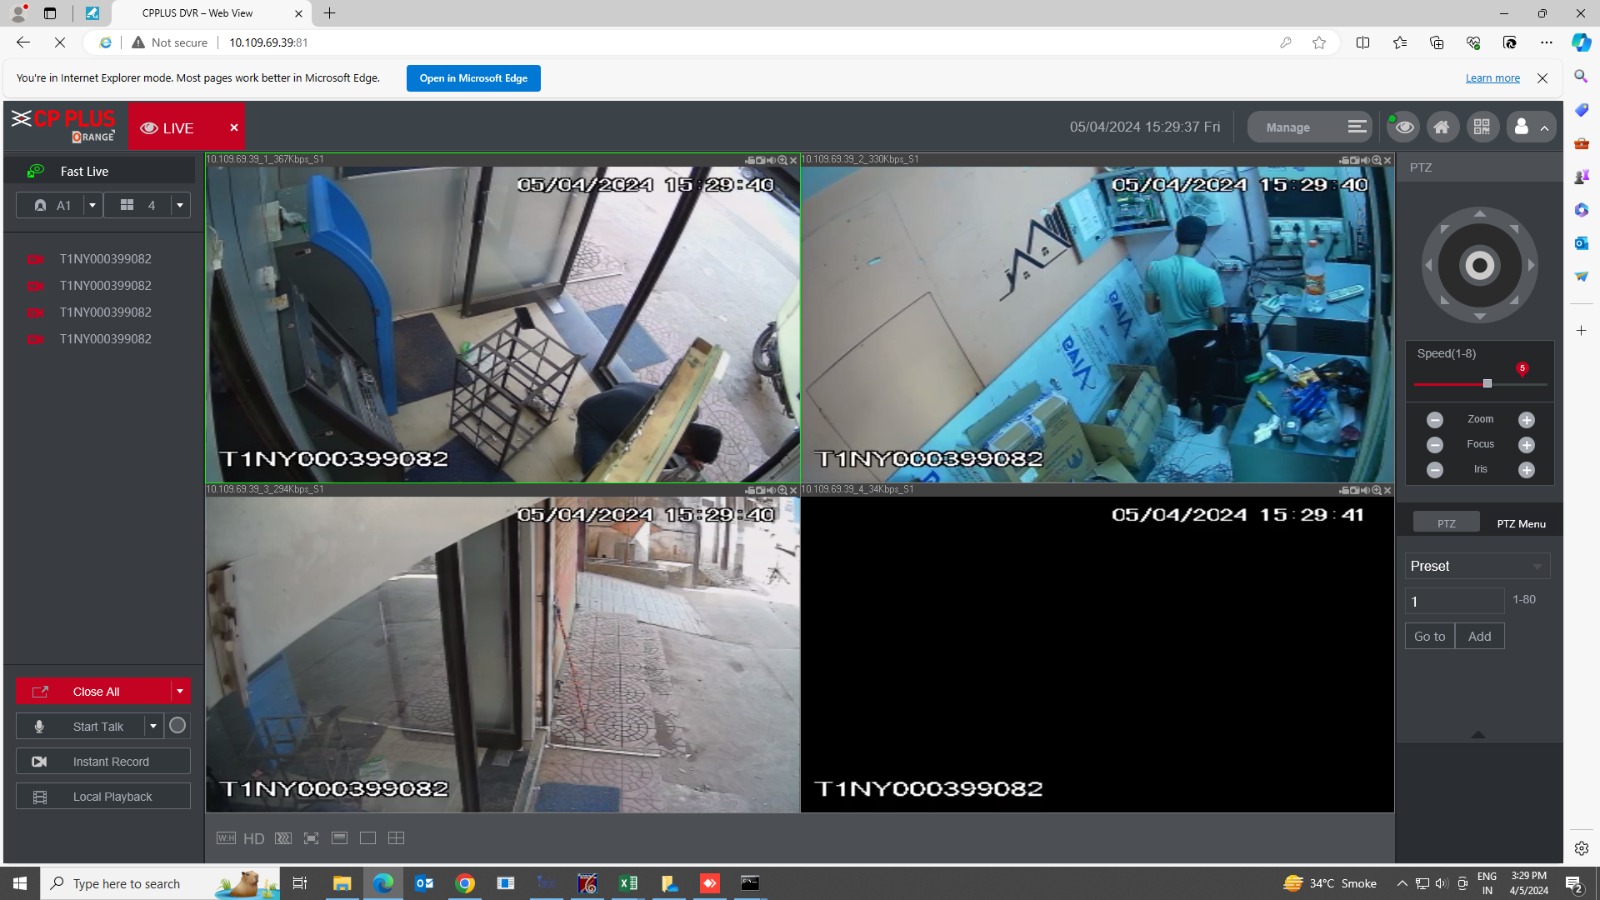 CPPLUS DVR – Web View
Not secure
10.109.69.39:81
You're in Internet Explorer mode. Most pages work better in Microsoft Edge.
Open in Microsoft Edge
Learn more
CP PLUS
ORANGE
LIVE
05/04/2024 15:29:37 Fri
Manage
Fast Live
A1
4
T1NY000399082
T1NY000399082
T1NY000399082
T1NY000399082
Close All
Start Talk
Instant Record
Local Playback
10.109.69.39_1_367Kbps_S1
05/04/2024 15:29:40
T1NY000399082
10.109.69.39_2_330Kbps_S1
05/04/2024 15:29:40
T1NY000399082
10.109.69.39_3_294Kbps_S1
05/04/2024 15:29:40
T1NY000399082
10.109.69.39_4_34Kbps_S1
05/04/2024 15:29:41
T1NY000399082
W:H
HD
PTZ
Speed(1-8)
5
Zoom
Focus
Iris
PTZ
PTZ Menu
Preset
1
1-80
Go to
Add
Type here to search
34°C Smoke
ENG
IN
3:29 PM
4/5/2024
2